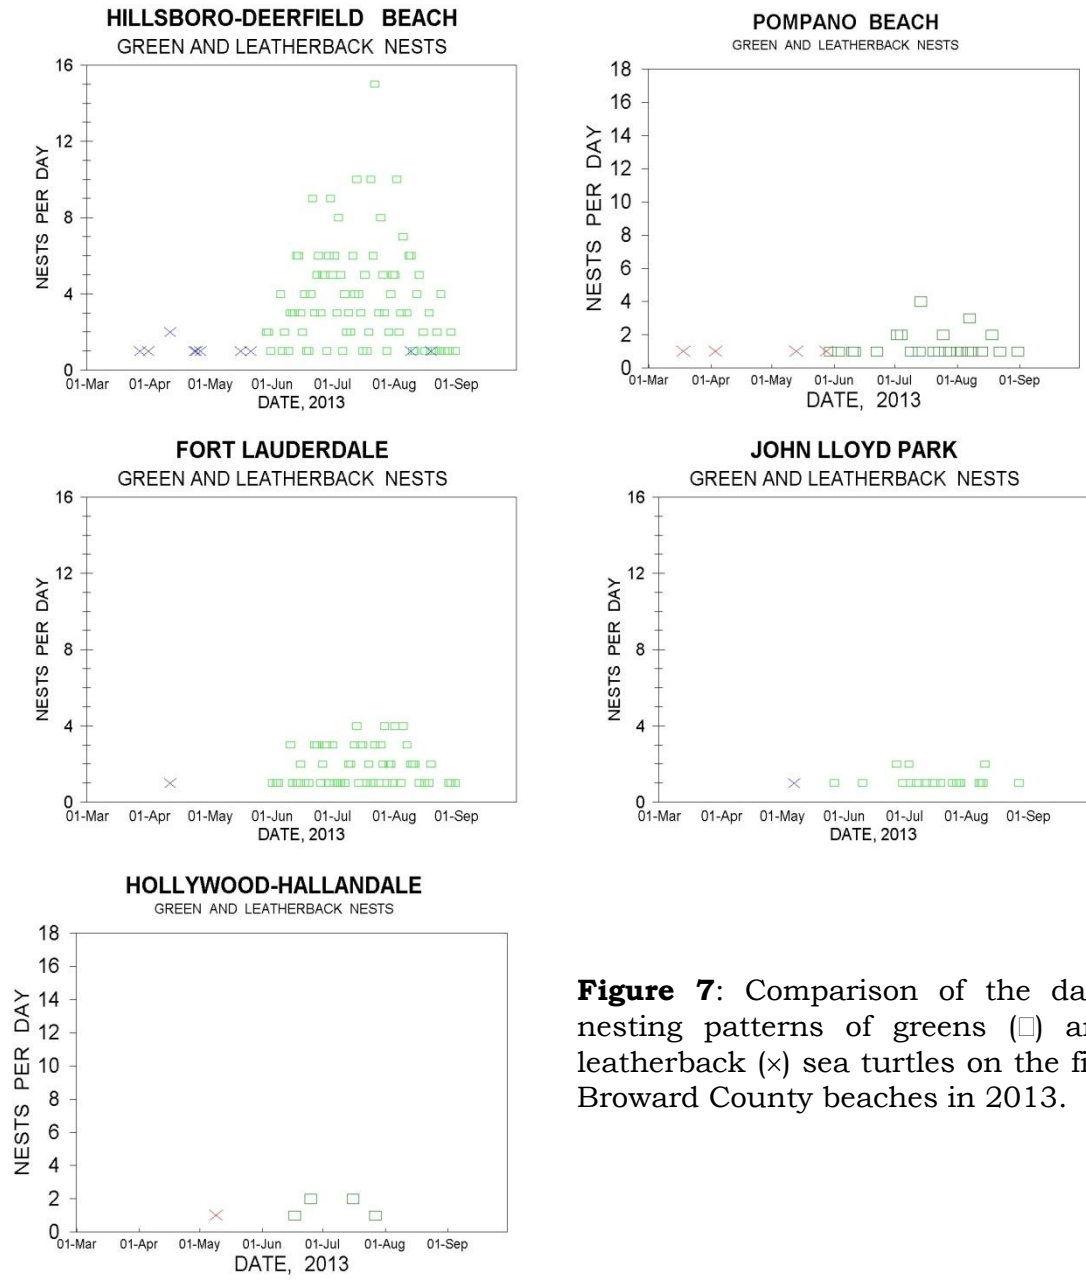 HILLSBORO-DEERFIELD BEACH
GREEN AND LEATHERBACK NESTS
16
12
8
4
0
NESTS PER DAY
01-Mar 01-Apr 01-May 01-Jun 01-Jul 01-Aug 01-Sep
DATE, 2013
POMPANO BEACH
GREEN AND LEATHERBACK NESTS
18
16
14
12
10
8
6
4
2
0
NESTS PER DAY
01-Mar 01-Apr 01-May 01-Jun 01-Jul 01-Aug 01-Sep
DATE, 2013
FORT LAUDERDALE
GREEN AND LEATHERBACK NESTS
16
12
8
4
0
NESTS PER DAY
01-Mar 01-Apr 01-May 01-Jun 01-Jul 01-Aug 01-Sep
DATE, 2013
JOHN LLOYD PARK
GREEN AND LEATHERBACK NESTS
16
12
8
4
0
NESTS PER DAY
01-Mar 01-Apr 01-May 01-Jun 01-Jul 01-Aug 01-Sep
DATE, 2013
HOLLYWOOD-HALLANDALE
GREEN AND LEATHERBACK NESTS
18
16
14
12
10
8
6
4
2
0
NESTS PER DAY
01-Mar 01-Apr 01-May 01-Jun 01-Jul 01-Aug 01-Sep
DATE, 2013
Figure 7: Comparison of the da
nesting patterns of greens (□) an
leatherback (×) sea turtles on the fi
Broward County beaches in 2013.